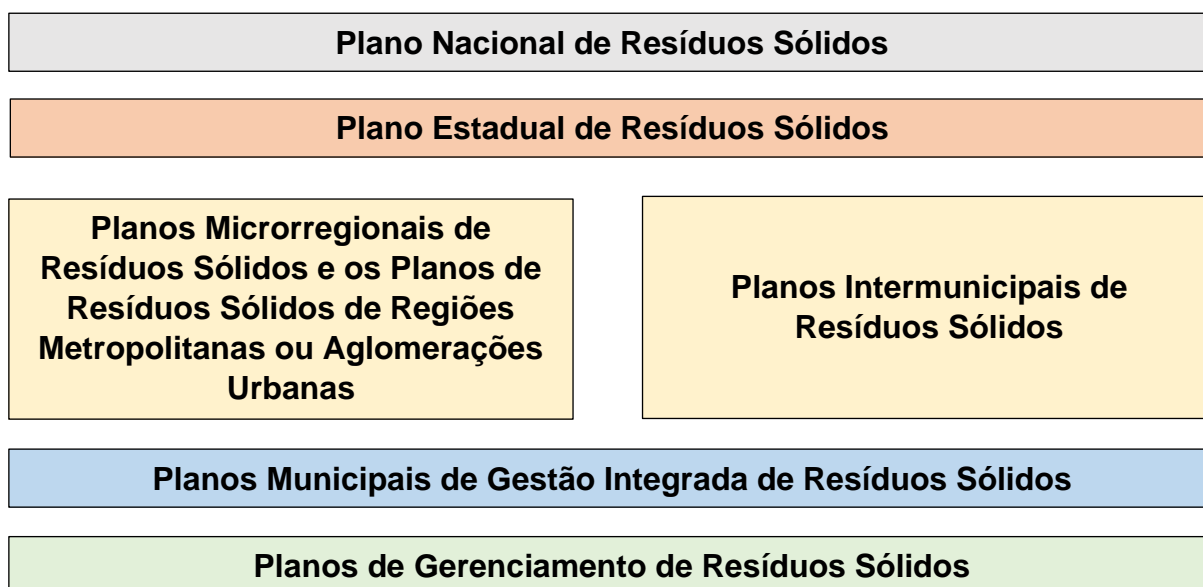 Plano Nacional de Resíduos Sólidos
Plano Estadual de Resíduos Sólidos
Planos Microrregionais de
Resíduos Sólidos e os Planos de
Resíduos Sólidos de Regiões
Metropolitanas ou Aglomerações
Urbanas
Planos Intermunicipais de
Resíduos Sólidos
Planos Municipais de Gestão Integrada de Resíduos Sólidos
Planos de Gerenciamento de Resíduos Sólidos